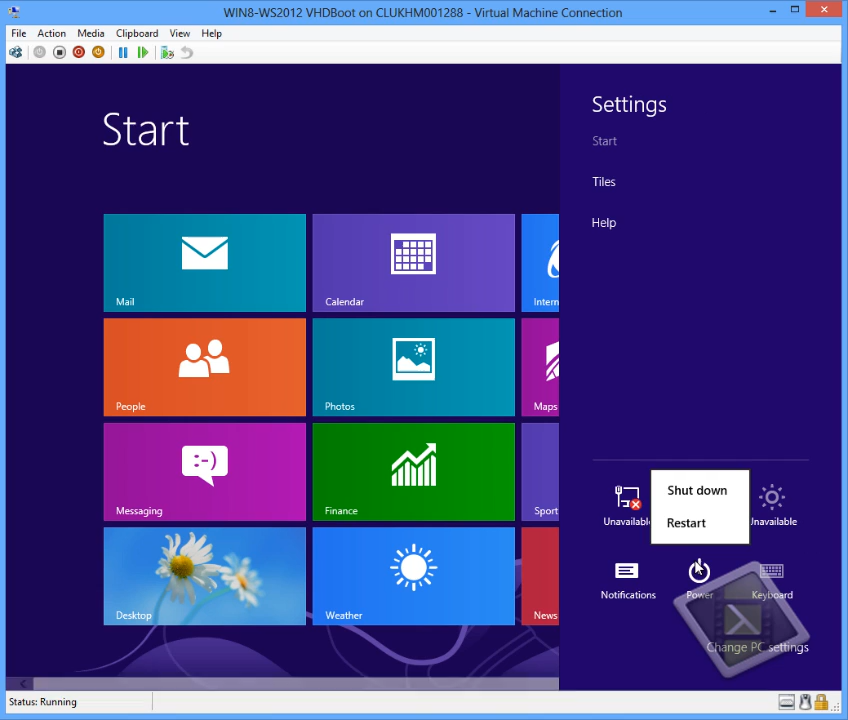 WIN8-WS2012 VHDBoot on CLUKHM001288 - Virtual Machine Connection
File Action Media Clipboard View Help
Start
Settings
Start
Tiles
Help
Mail
Calendar
Intern
People
Photos
Maps
Messaging
Finance
Sport
Desktop
Weather
News
Unavailable
Shut down
Restart
Unavailable
Notifications
Power
Keyboard
Change PC settings
Status: Running